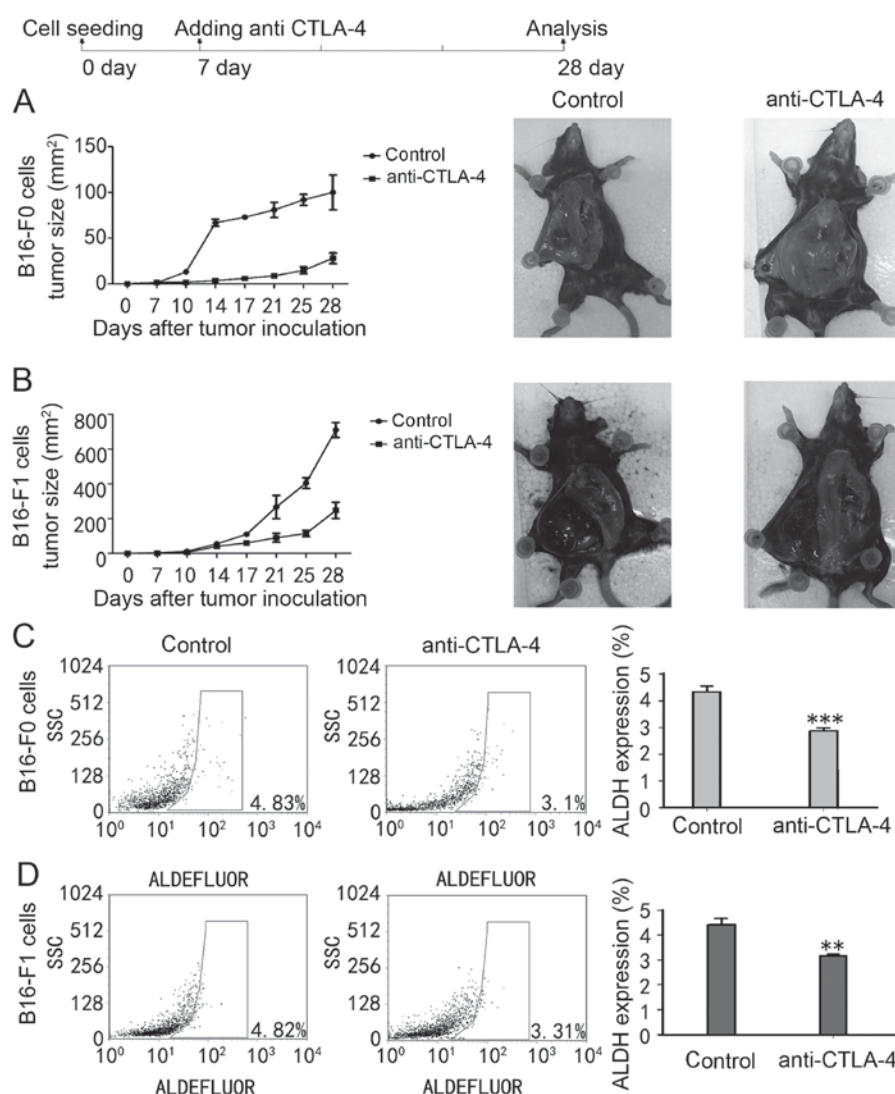 Cell seeding Adding anti CTLA-4 Analysis
0 day 7 day 28 day
Control anti-CTLA-4
A
B16-F0 cells
tumor size (mm²)
150
100
50
0
Control
anti-CTLA-4
0 7 10 14 17 21 25 28
Days after tumor inoculation
B
B16-F1 cells
tumor size (mm²)
800
600
400
200
0
Control
anti-CTLA-4
0 7 10 14 17 21 25 28
Days after tumor inoculation
C
Control anti-CTLA-4
B16-F0 cells
SSC
1024
512
256
128
0
4.83%
10⁰ 10¹ 10² 10³ 10⁴
ALDEFLUOR
SSC
1024
512
256
128
0
3.1%
10⁰ 10¹ 10² 10³ 10⁴
ALDEFLUOR
ALDH expression (%)
5
4
3
2
1
0
***
Control anti-CTLA-4
D
B16-F1 cells
SSC
1024
512
256
128
0
4.82%
10⁰ 10¹ 10² 10³ 10⁴
ALDEFLUOR
SSC
1024
512
256
128
0
3.31%
10⁰ 10¹ 10² 10³ 10⁴
ALDEFLUOR
ALDH expression (%)
5
4
3
2
1
0
**
Control anti-CTLA-4